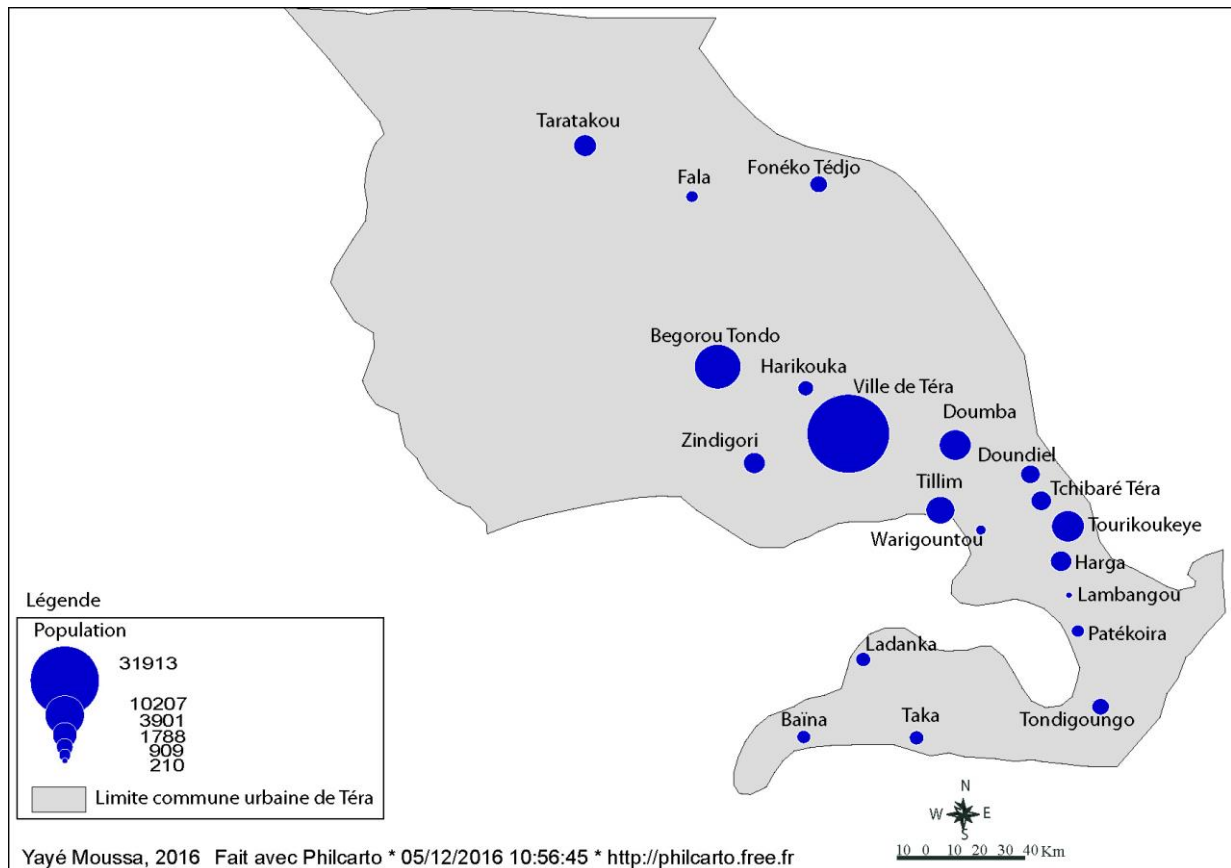 Taratakou
Fala
Fonéko Tédjo
Begorou Tondo
Harikouka
Ville de Téra
Doumba
Zindigori
Doundiel
Tillim
Tchibaré Téra
Warigountou
Tourikoukeye
Harga
Lambangou
Patékoira
Ladanka
Baïna
Taka
Tondigoungo
Légende
Population
31913
10207
3901
1788
909
210
Limite commune urbaine de Téra
N
W E
S
10 0 10 20 30 40 Km
Yayé Moussa, 2016 Fait avec Philcarto * 05/12/2016 10:56:45 * http://philcarto.free.fr